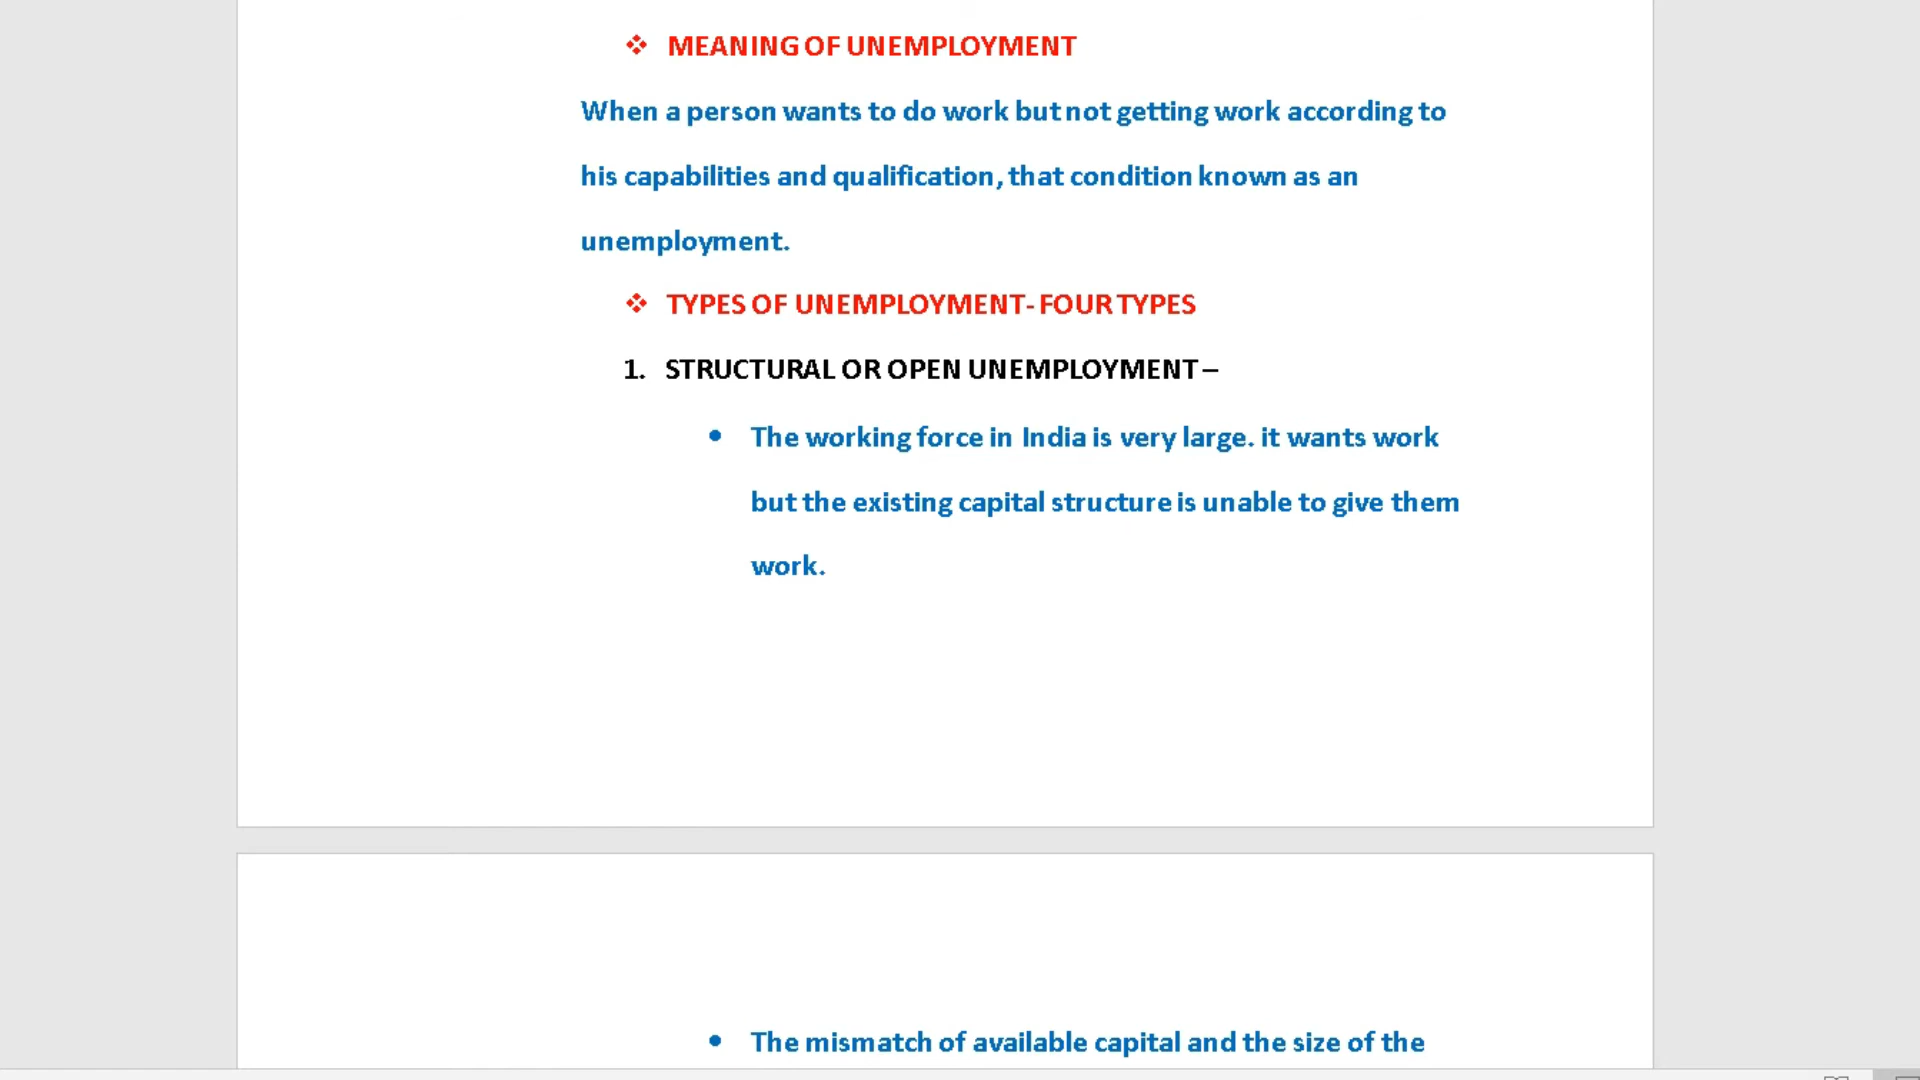 ❖ MEANING OF UNEMPLOYMENT
When a person wants to do work but not getting work according to
his capabilities and qualification, that condition known as an
unemployment.
❖ TYPES OF UNEMPLOYMENT- FOUR TYPES
1. STRUCTURAL OR OPEN UNEMPLOYMENT –
• The working force in India is very large. it wants work
but the existing capital structure is unable to give them
work.
• The mismatch of available capital and the size of the